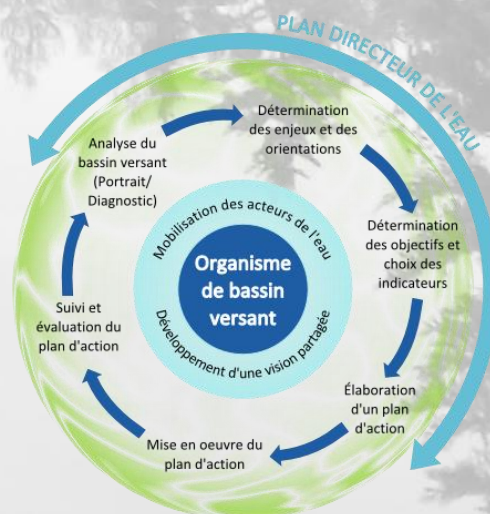 PLAN DIRECTEUR DE L'EAU
Détermination
des enjeux et des
orientations
Analyse du
bassin versant
(Portrait/
Diagnostic)
Mobilisation des acteurs de l'eau
Détermination
des objectifs et
choix des
indicateurs
Organisme
de bassin
versant
Suivi et
évaluation du
plan d'action
Développement d'une vision partagée
Élaboration
d'un plan
d'action
Mise en oeuvre du
plan d'action